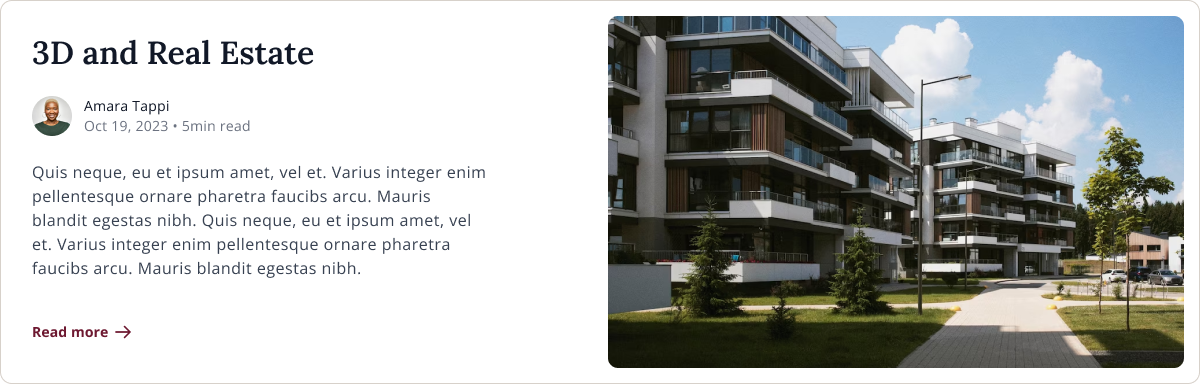 3D and Real Estate
Amara Tappi
Oct 19, 2023 • 5min read
Quis neque, eu et ipsum amet, vel et. Varius integer enim
pellentesque ornare pharetra faucibs arcu. Mauris
blandit egestas nibh. Quis neque, eu et ipsum amet, vel
et. Varius integer enim pellentesque ornare pharetra
faucibs arcu. Mauris blandit egestas nibh.
Read more →